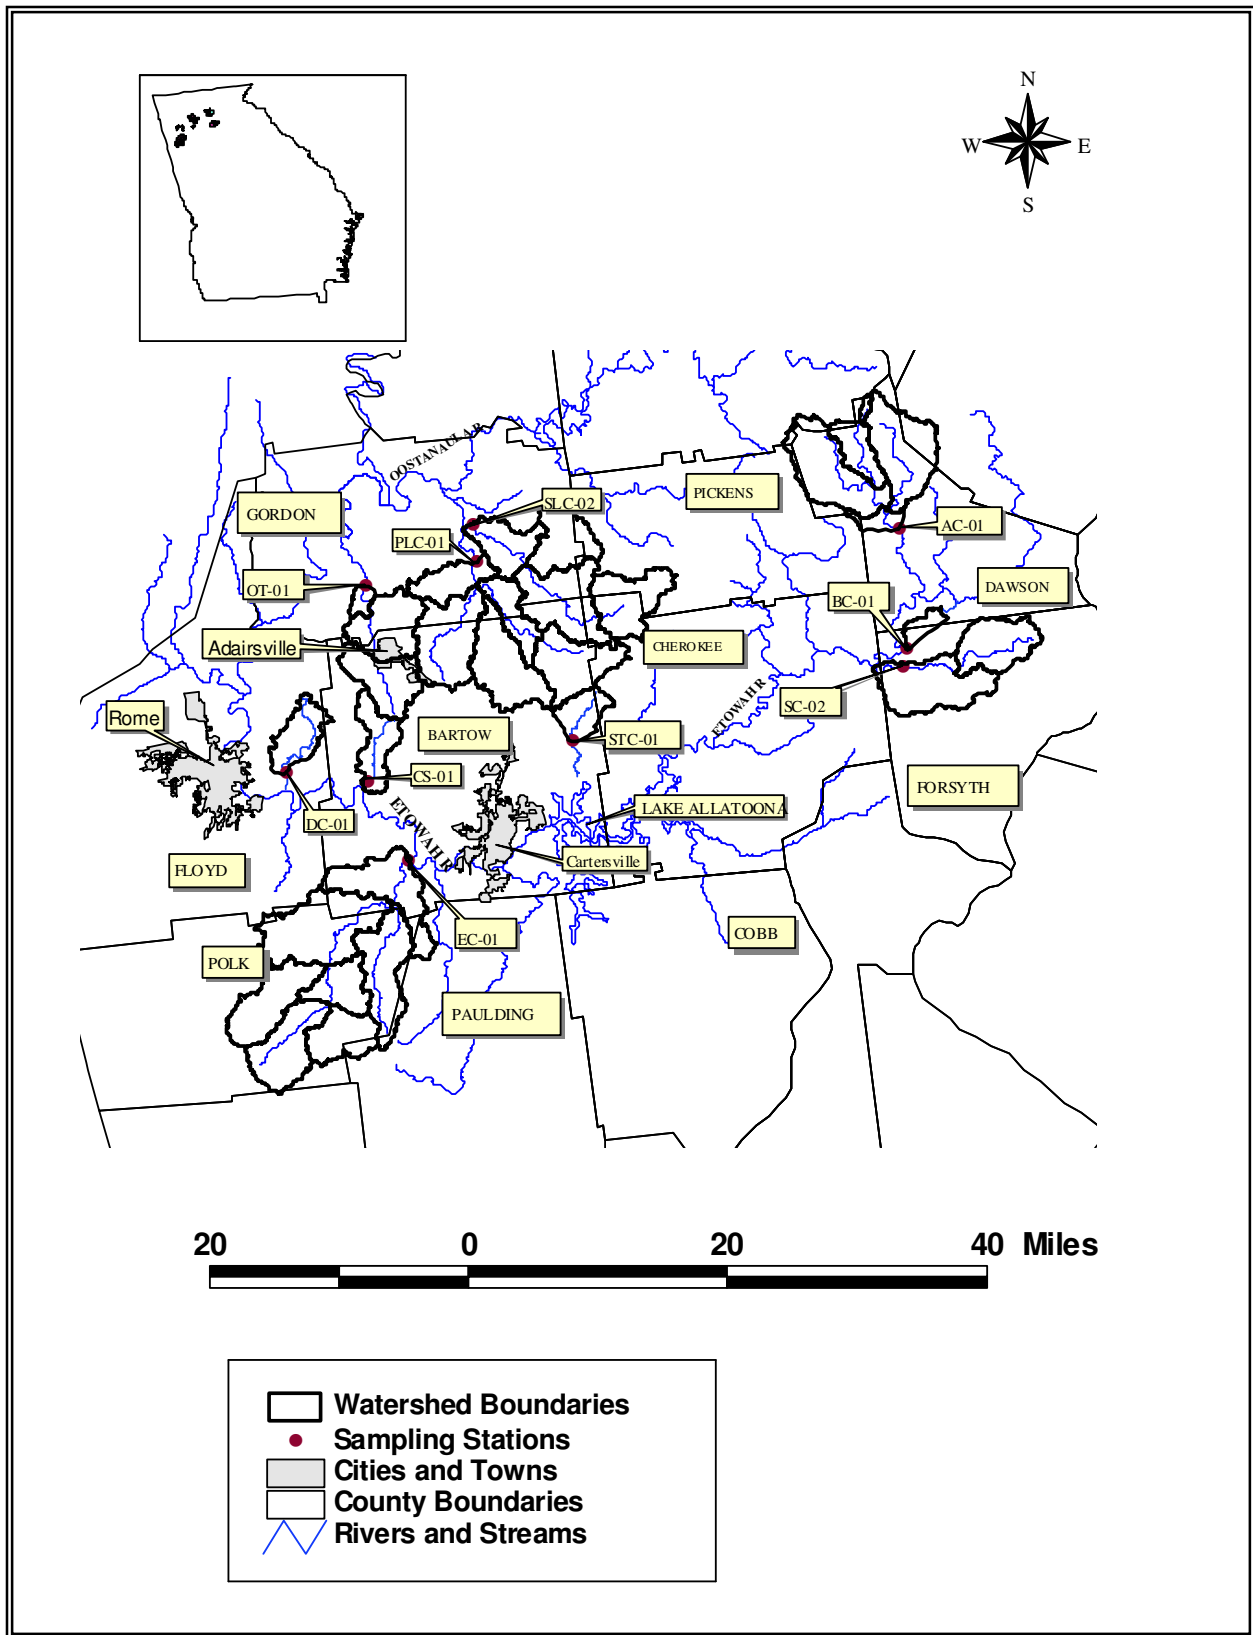 N
W
E
S
OOSTANAULA R
SLC-02
PICKENS
GORDON
AC-01
PLC-01
OT-01
DAWSON
BC-01
Adairsville
CHEROKEE
SC-02
ETOWAH R
Rome
BARTOW
STC-01
CS-01
FORSYTH
LAKE ALLATOONA
DC-01
ETOWAH R
Cartersville
FLOYD
EC-01
COBB
POLK
PAULDING
20 0 20 40 Miles
Watershed Boundaries
Sampling Stations
Cities and Towns
County Boundaries
Rivers and Streams